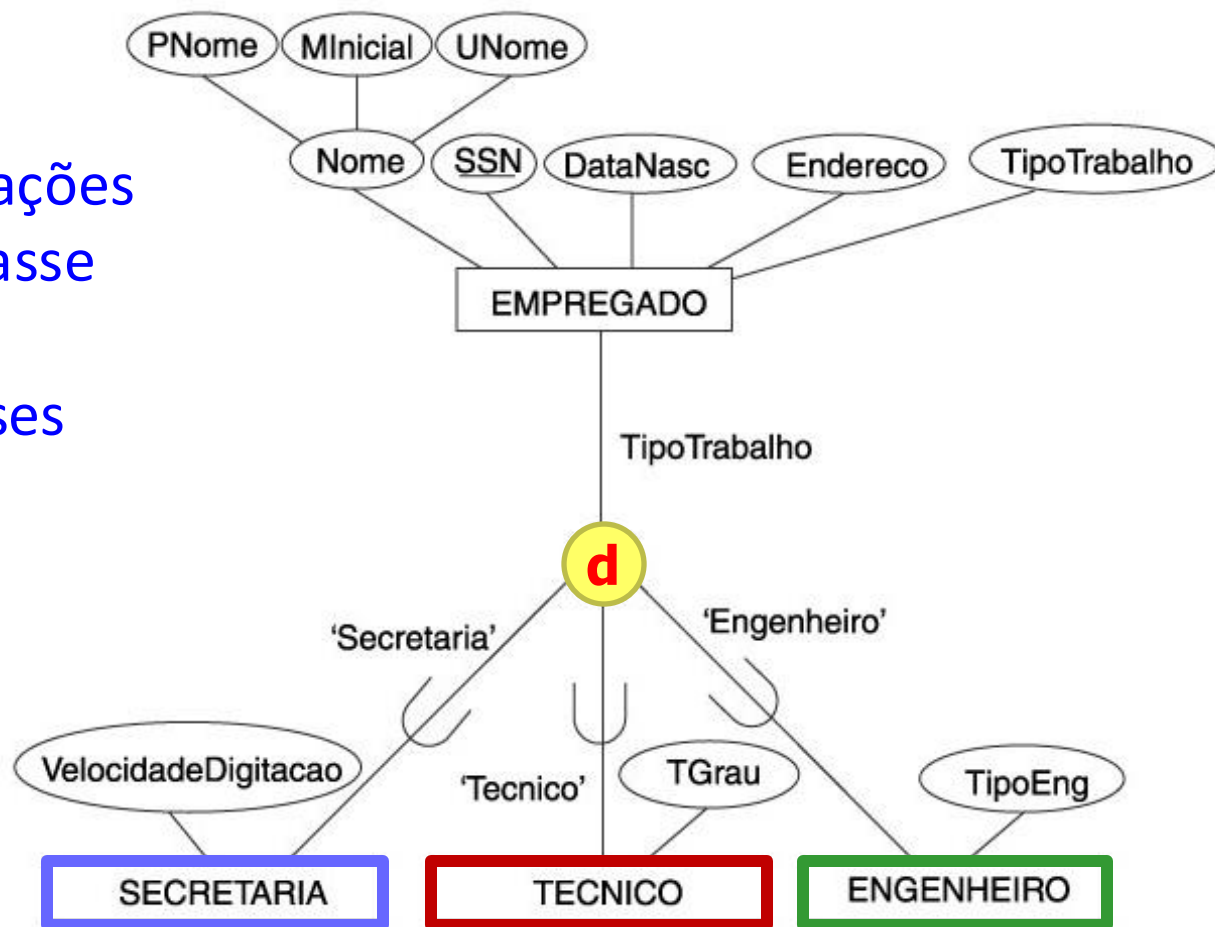 PNome MInicial UNome
Nome SSN DataNasc Endereco TipoTrabalho
ações
asse
EMPREGADO
ses
TipoTrabalho
d
'Secretaria' 'Engenheiro'
VelocidadeDigitacao 'Tecnico' TGrau TipoEng
SECRETARIA TECNICO ENGENHEIRO